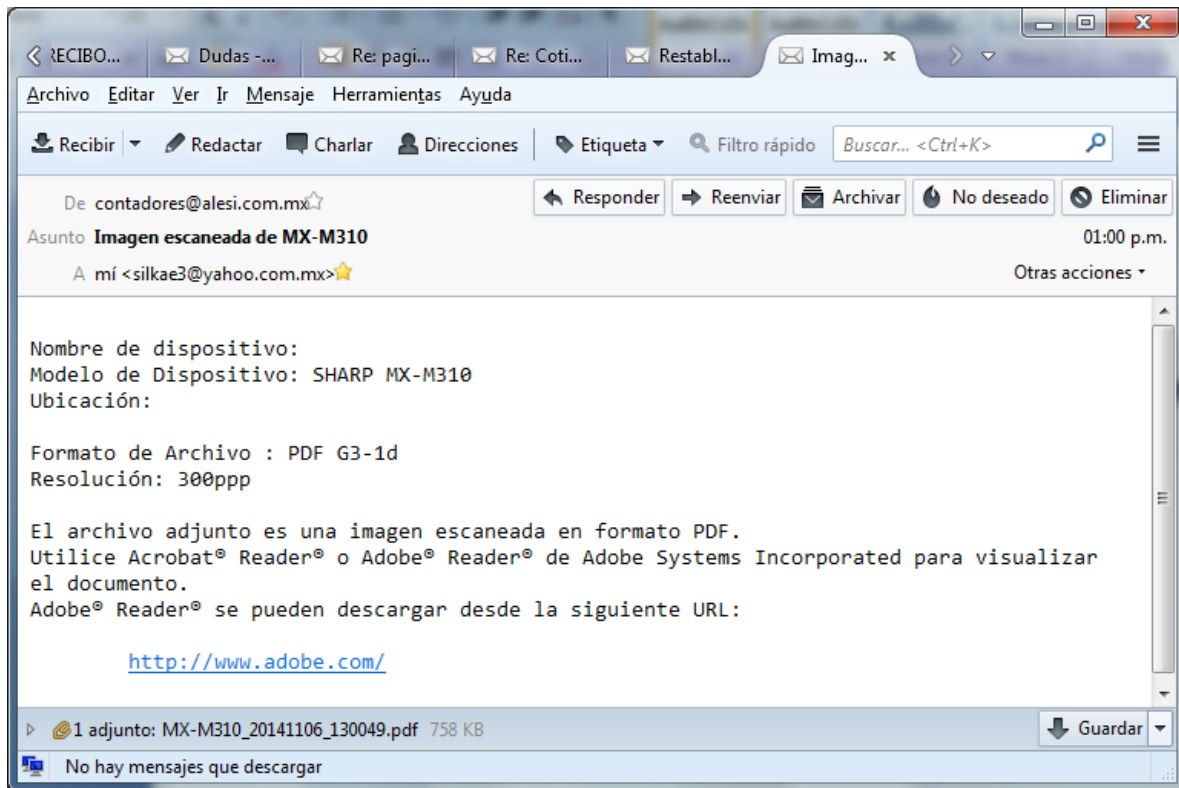 RECIBO... Dudas -... Re: pagi... Re: Coti... Restabl... Imag...
Archivo Editar Ver Ir Mensaje Herramientas Ayuda
Recibir Redactar Charlar Direcciones Etiqueta Filtro rápido Buscar... <Ctrl+K>
De contadores@alesi.com.mx Responder Reenviar Archivar No deseado Eliminar
Asunto Imagen escaneada de MX-M310 01:00 p.m.
A mí <silkae3@yahoo.com.mx> Otras acciones
Nombre de dispositivo:
Modelo de Dispositivo: SHARP MX-M310
Ubicación:
Formato de Archivo : PDF G3-1d
Resolución: 300ppp
El archivo adjunto es una imagen escaneada en formato PDF.
Utilice Acrobat® Reader® o Adobe® Reader® de Adobe Systems Incorporated para visualizar
el documento.
Adobe® Reader® se pueden descargar desde la siguiente URL:
http://www.adobe.com/
1 adjunto: MX-M310_20141106_130049.pdf 758 KB Guardar
No hay mensajes que descargar